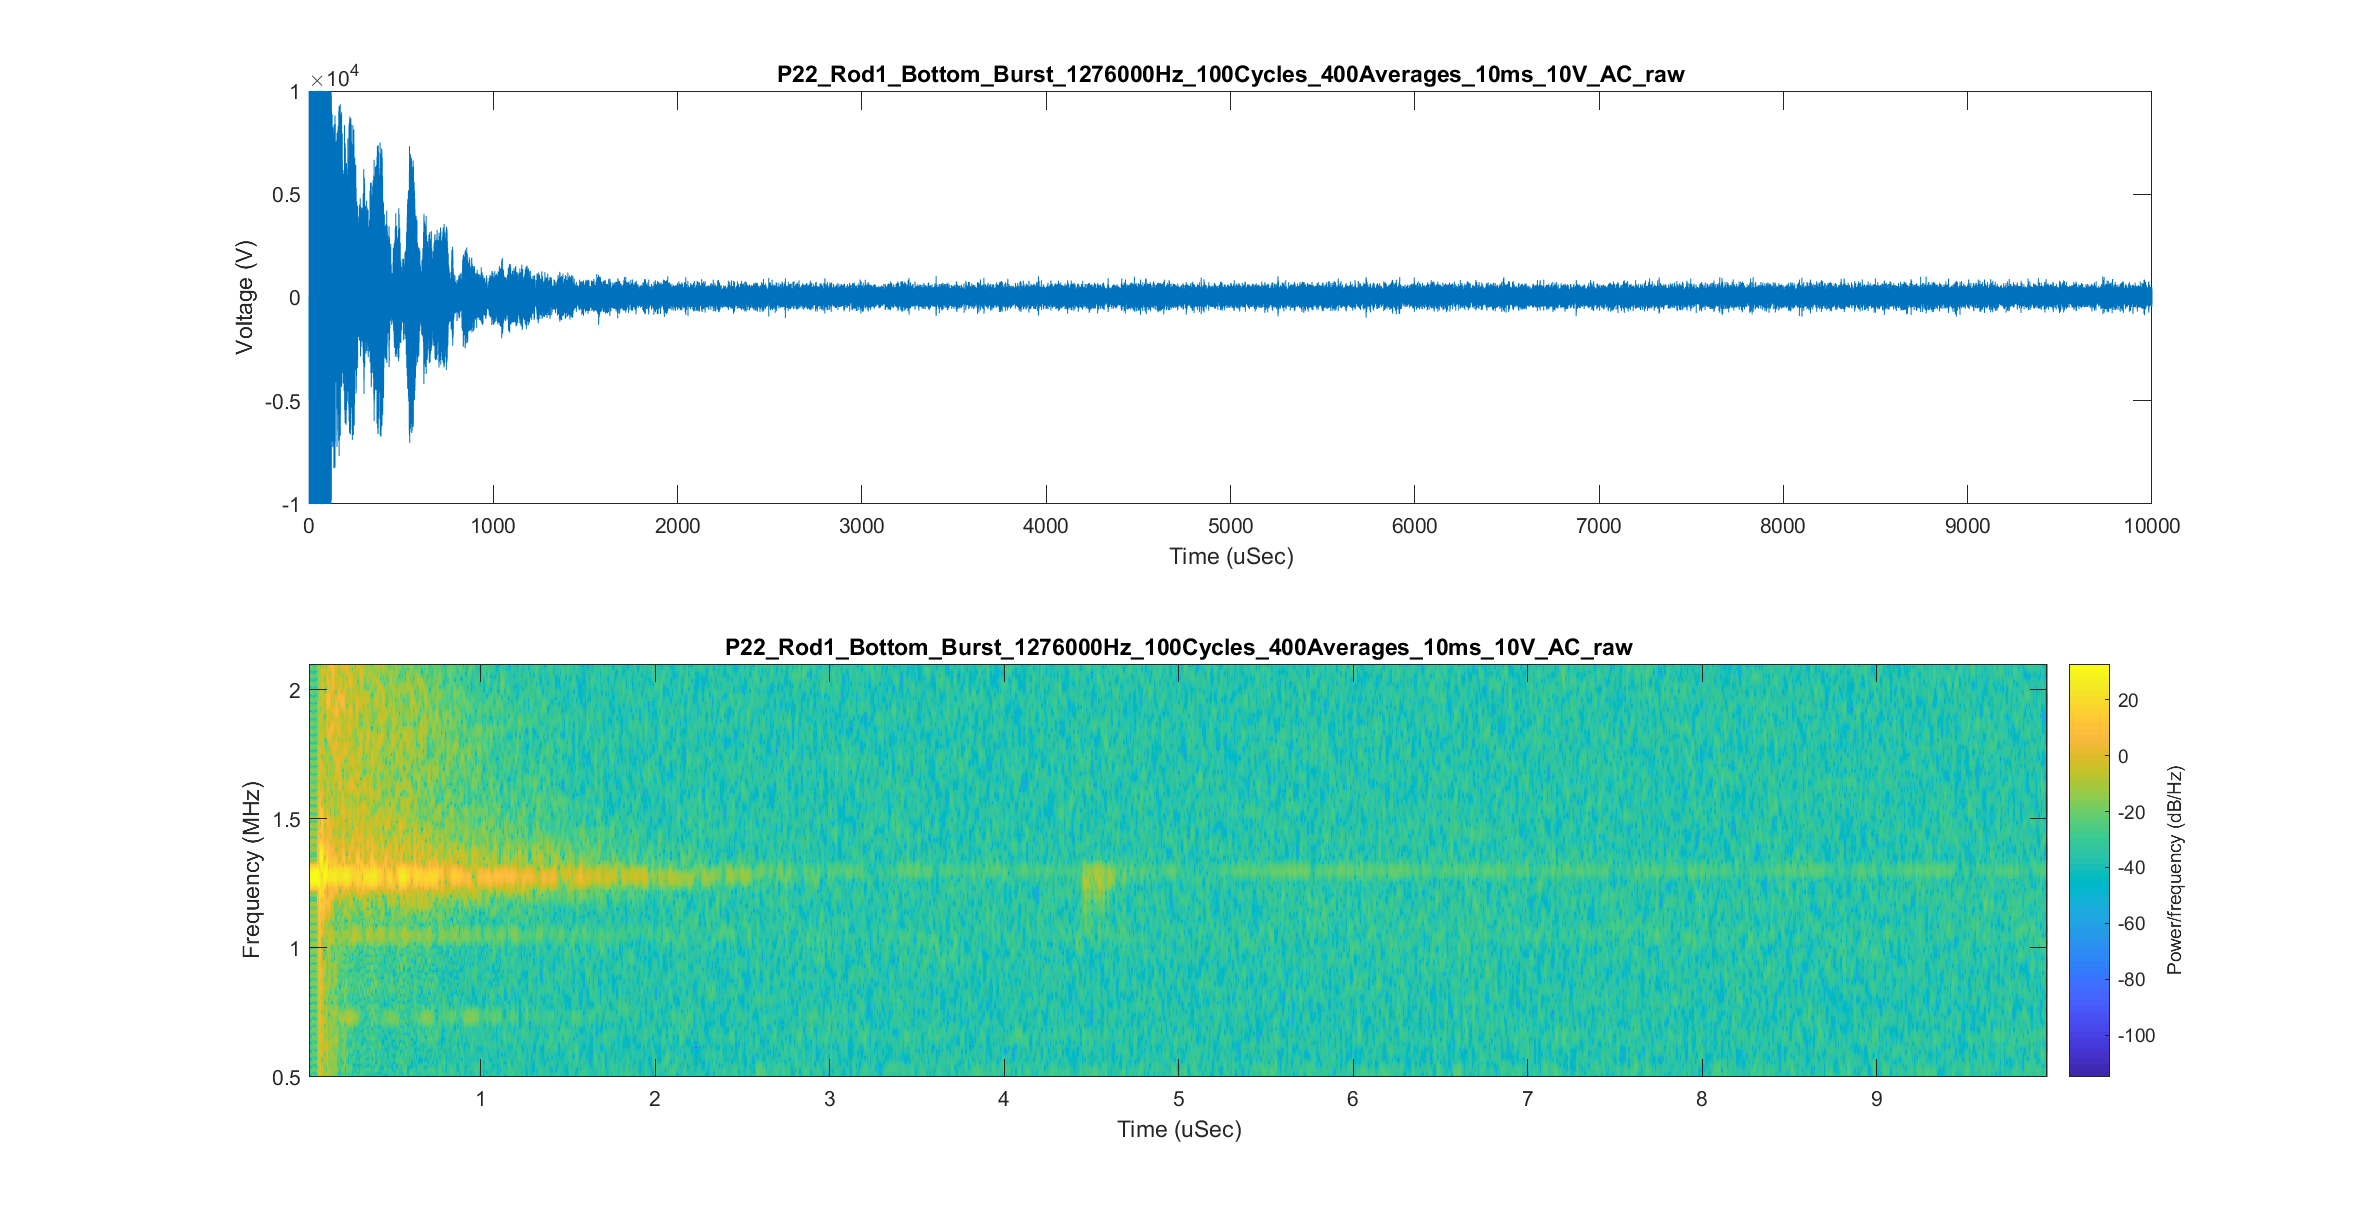 P22_Rod1_Bottom_Burst_1276000Hz_100Cycles_400Averages_10ms_10V_AC_raw
×10^4
1
0.5
0
-0.5
-1
Voltage (V)
0 1000 2000 3000 4000 5000 6000 7000 8000 9000 10000
Time (uSec)
P22_Rod1_Bottom_Burst_1276000Hz_100Cycles_400Averages_10ms_10V_AC_raw
2
1.5
1
0.5
Frequency (MHz)
1 2 3 4 5 6 7 8 9
Time (uSec)
20
0
-20
-40
-60
-80
-100
Power/frequency (dB/Hz)